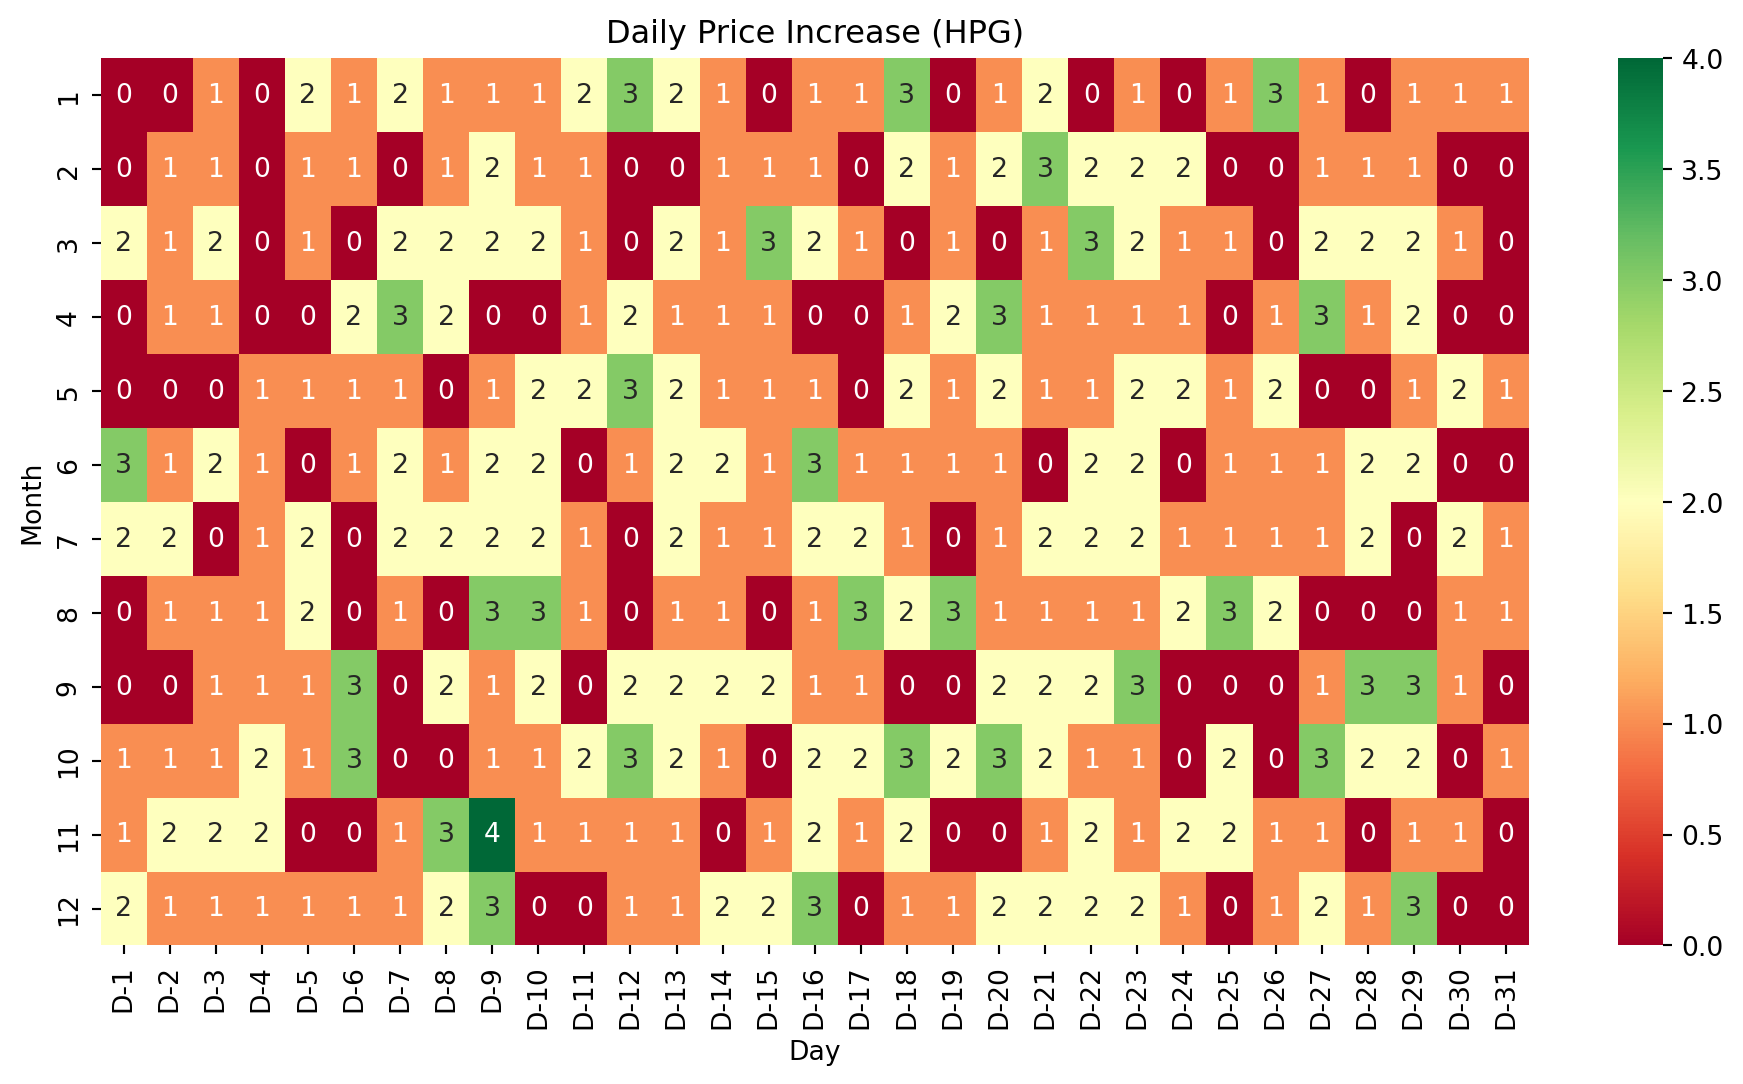 Daily Price Increase (HPG)
1 0 0 1 0 2 1 2 1 1 1 2 3 2 1 0 1 1 3 0 1 2 0 1 0 1 3 1 0 1 1 1
2 0 1 1 0 1 1 0 1 2 1 1 0 0 1 1 1 0 2 1 2 3 2 2 2 0 0 1 1 1 0 0
3 2 1 2 0 1 0 2 2 2 2 1 0 2 1 3 2 1 0 1 0 1 3 2 1 1 0 2 2 2 1 0
4 0 1 1 0 0 2 3 2 0 0 1 2 1 1 1 0 0 1 2 3 1 1 1 1 0 1 3 1 2 0 0
5 0 0 0 1 1 1 1 0 1 2 2 3 2 1 1 1 0 2 1 2 1 1 2 2 1 2 0 0 1 2 1
6 3 1 2 1 0 1 2 1 2 2 0 1 2 2 1 3 1 1 1 1 0 2 2 0 1 1 1 2 2 0 0
7 2 2 0 1 2 0 2 2 2 2 1 0 2 1 1 2 2 1 0 1 2 2 2 1 1 1 1 2 0 2 1
8 0 1 1 1 2 0 1 0 3 3 1 0 1 1 0 1 3 2 3 1 1 1 1 2 3 2 0 0 0 1 1
9 0 0 1 1 1 3 0 2 1 2 0 2 2 2 2 1 1 0 0 2 2 2 3 0 0 0 1 3 3 1 0
10 1 1 1 2 1 3 0 0 1 1 2 3 2 1 0 2 2 3 2 3 2 1 1 0 2 0 3 2 2 0 1
11 1 2 2 2 0 0 1 3 4 1 1 1 1 0 1 2 1 2 0 0 1 2 1 2 2 1 1 0 1 1 0
12 2 1 1 1 1 1 1 2 3 0 0 1 1 2 2 3 0 1 1 2 2 2 2 1 0 1 2 1 3 0 0
Month
D-1 D-2 D-3 D-4 D-5 D-6 D-7 D-8 D-9 D-10 D-11 D-12 D-13 D-14 D-15 D-16 D-17 D-18 D-19 D-20 D-21 D-22 D-23 D-24 D-25 D-26 D-27 D-28 D-29 D-30 D-31
Day
4.0
3.5
3.0
2.5
2.0
1.5
1.0
0.5
0.0